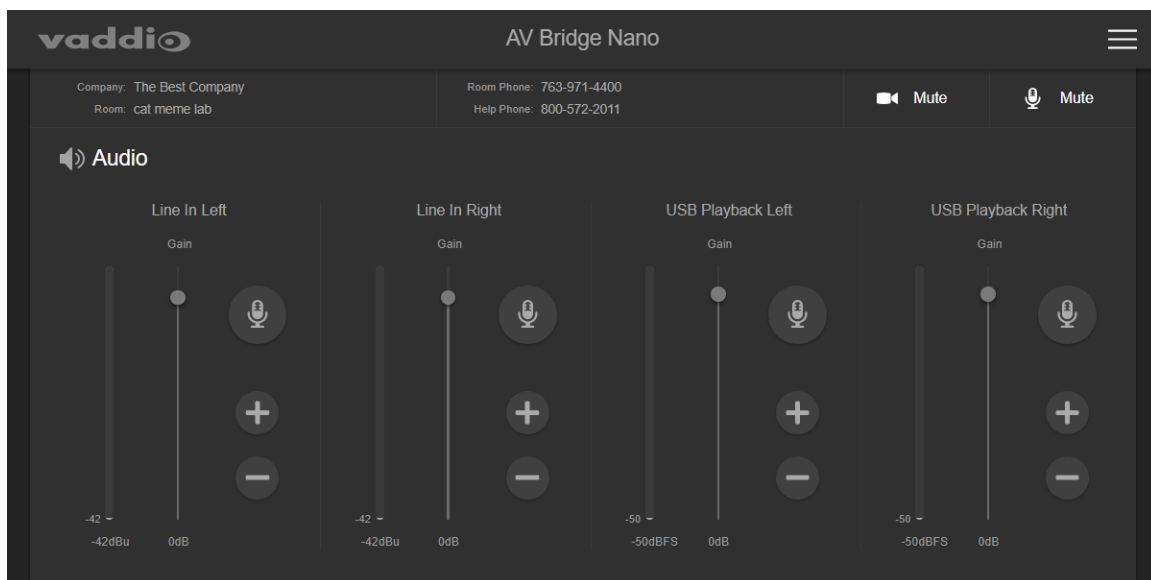 vaddio
AV Bridge Nano
Company: The Best Company
Room: cat meme lab
Room Phone: 763-971-4400
Help Phone: 800-572-2011
Mute
Mute
Audio
Line In Left
Line In Right
USB Playback Left
USB Playback Right
Gain
Gain
Gain
Gain
-42
-42
-50
-50
-42dBu 0dB
-42dBu 0dB
-50dBFS 0dB
-50dBFS 0dB